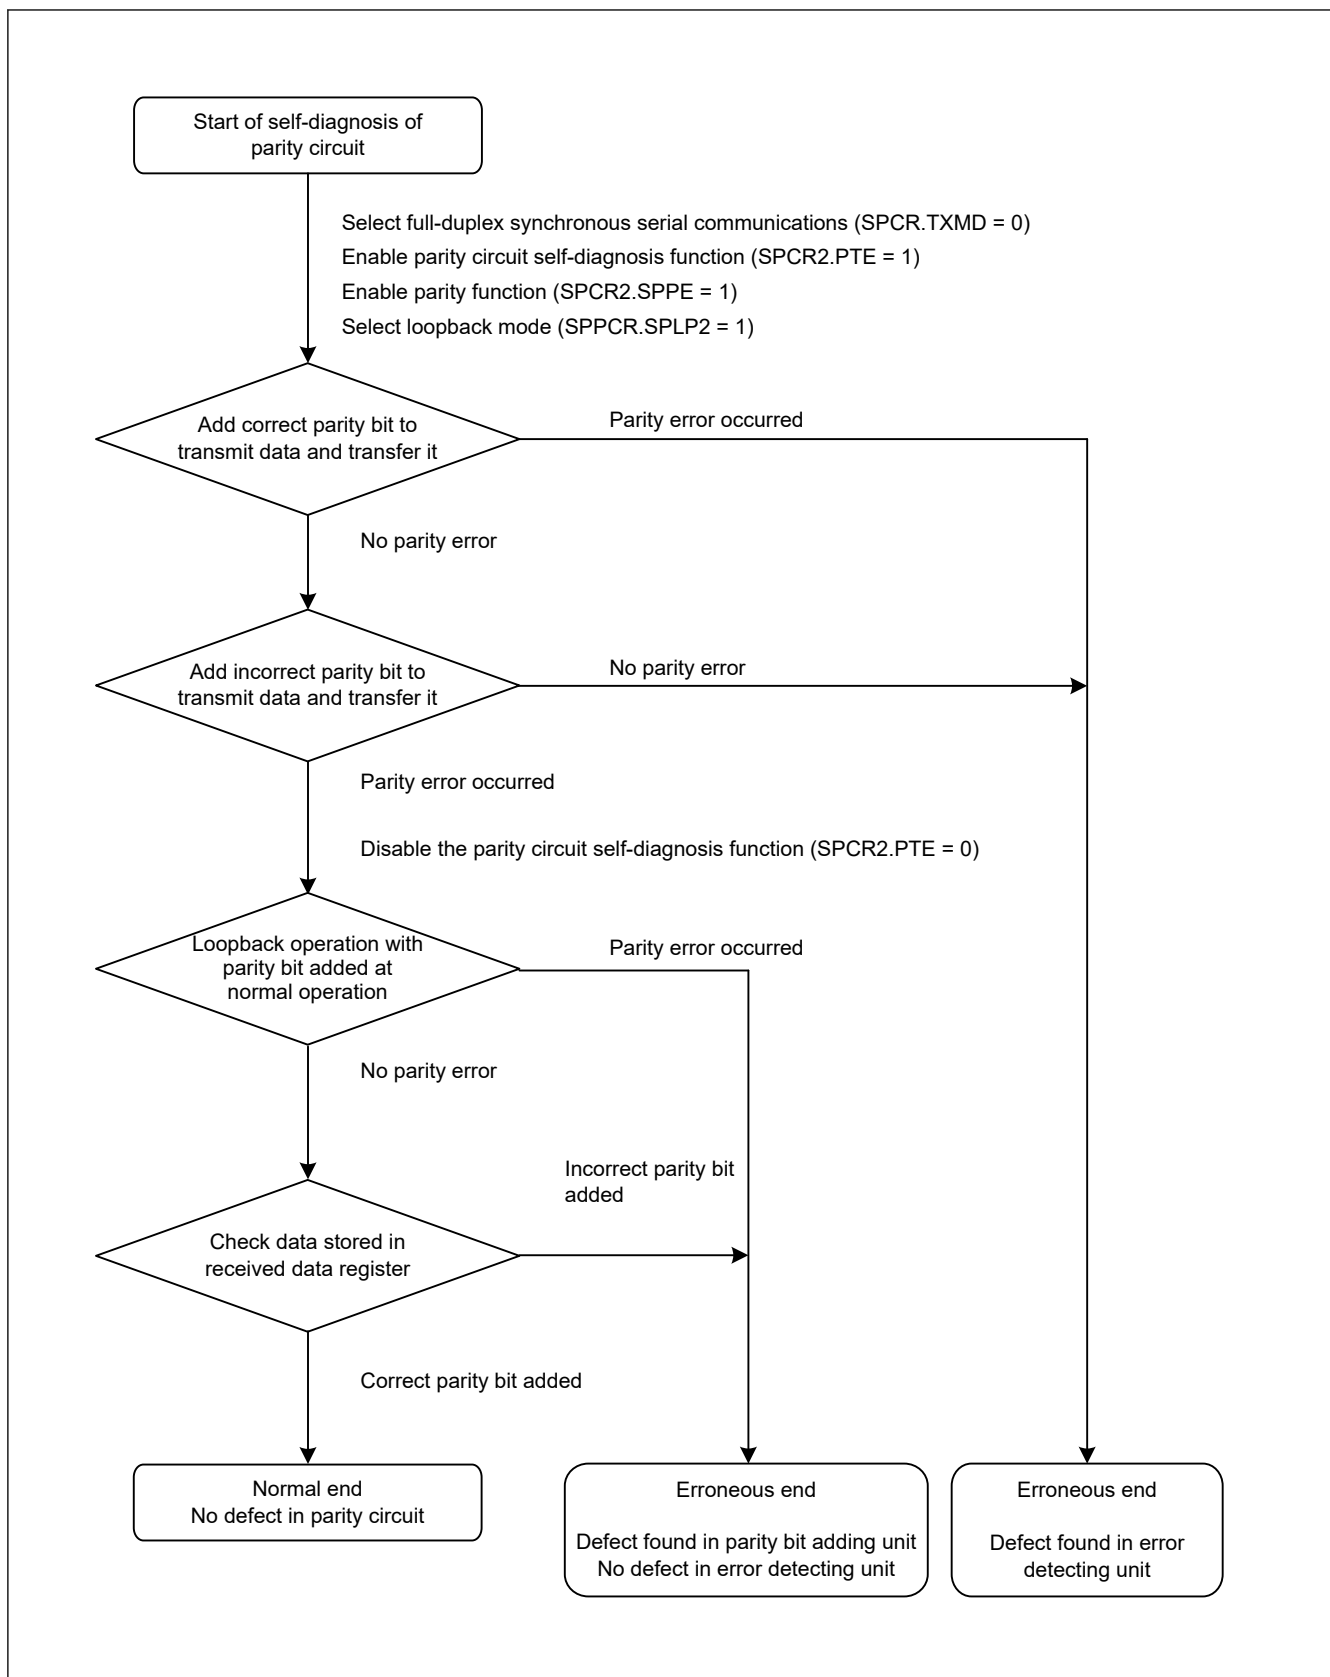 Start of self-diagnosis of
parity circuit
Select full-duplex synchronous serial communications (SPCR.TXMD = 0)
Enable parity circuit self-diagnosis function (SPCR2.PTE = 1)
Enable parity function (SPCR2.SPPE = 1)
Select loopback mode (SPPCR.SPLP2 = 1)
Add correct parity bit to
transmit data and transfer it
Parity error occurred
No parity error
Add incorrect parity bit to
transmit data and transfer it
No parity error
Parity error occurred
Disable the parity circuit self-diagnosis function (SPCR2.PTE = 0)
Loopback operation with
parity bit added at
normal operation
Parity error occurred
No parity error
Incorrect parity bit
added
Check data stored in
received data register
Correct parity bit added
Normal end
No defect in parity circuit
Erroneous end
Defect found in parity bit adding unit
No defect in error detecting unit
Erroneous end
Defect found in error
detecting unit